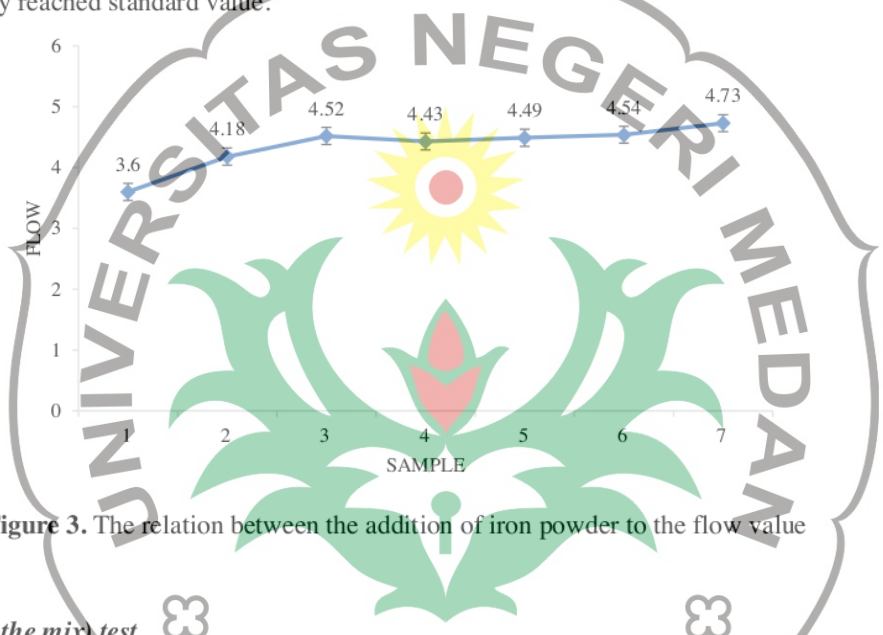 y reached standard value.
UNIVERSITAS NEGERI MEDAN
6
5
4
3
2
1
0
FLOW
3.6
4.18
4.52
4.43
4.49
4.54
4.73
1 2 3 4 5 6 7
SAMPLE
igure 3. The relation between the addition of iron powder to the flow value
the mix) test